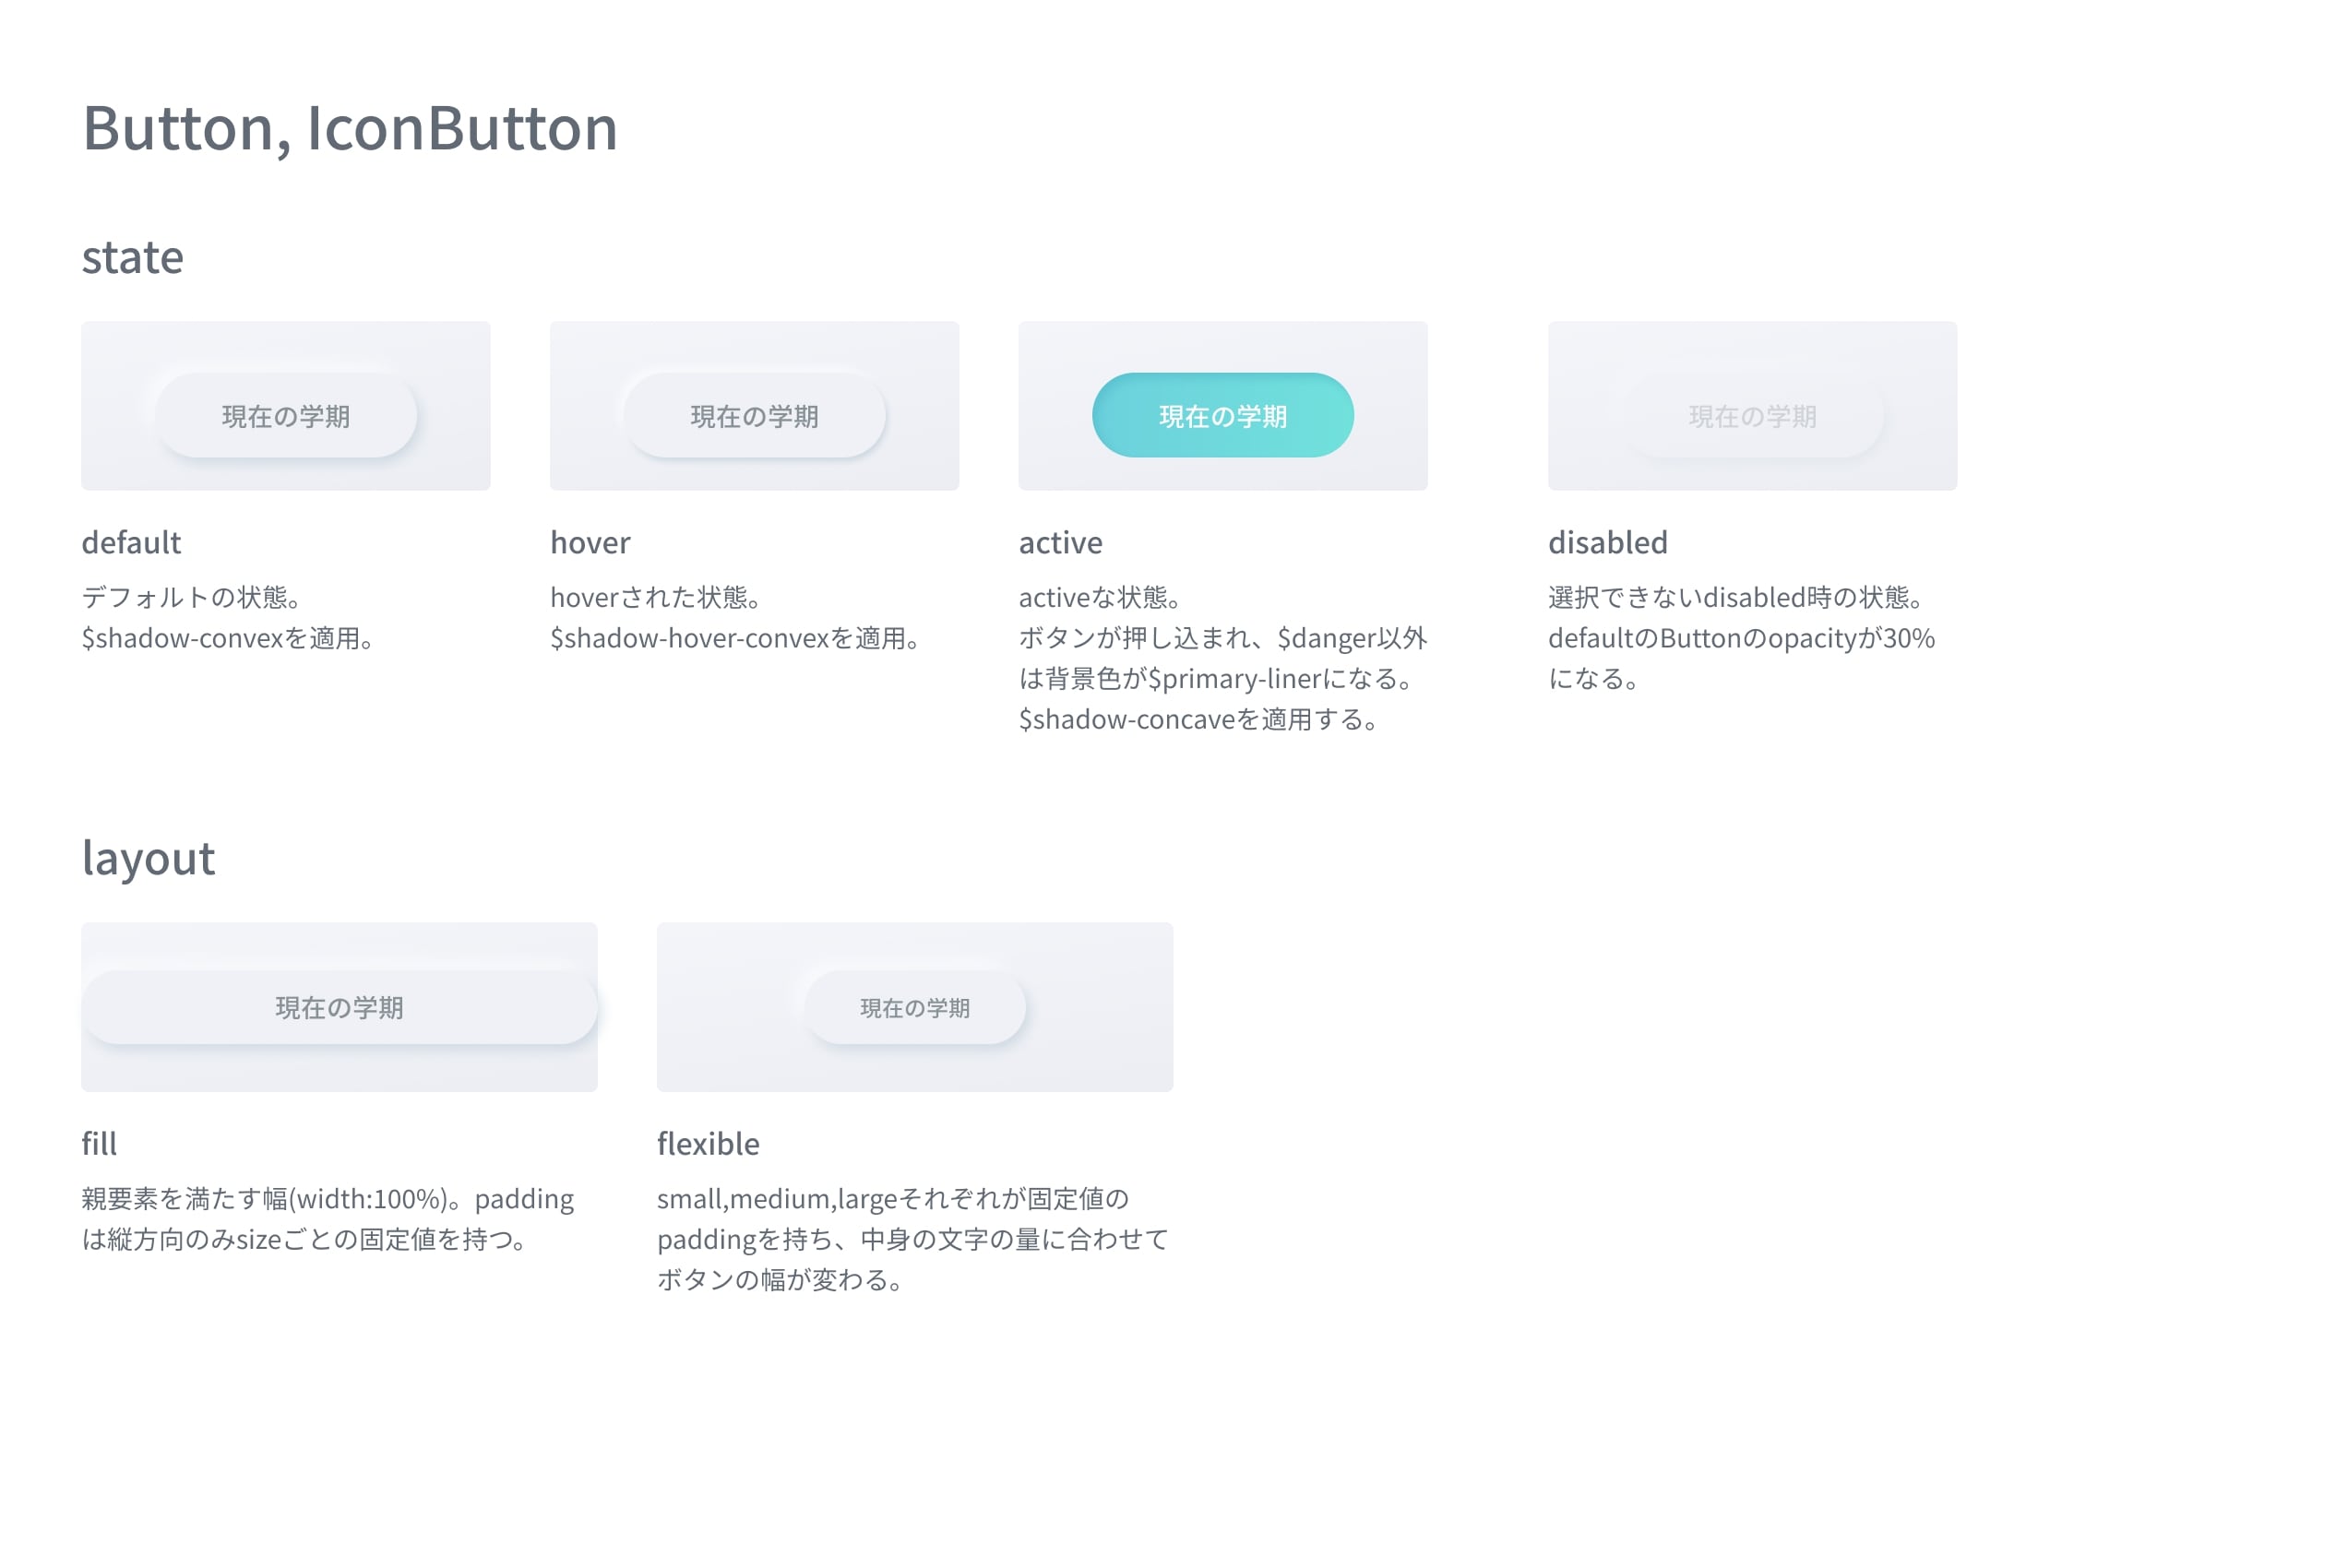 Button, IconButton
state
現在の学期
現在の学期
現在の学期
現在の学期
default
デフォルトの状態。
$shadow-convexを適用。
hover
hoverされた状態。
$shadow-hover-convexを適用。
active
activeな状態。
ボタンが押し込まれ、$danger以外
は背景色が$primary-linerになる。
$shadow-concaveを適用する。
disabled
選択できないdisabled時の状態。
defaultのButtonのopacityが30%
になる。
layout
現在の学期
現在の学期
fill
親要素を満たす幅(width:100%)。padding
は縦方向のみsizeごとの固定値を持つ。
flexible
small,medium,largeそれぞれが固定値の
paddingを持ち、中身の文字の量に合わせて
ボタンの幅が変わる。